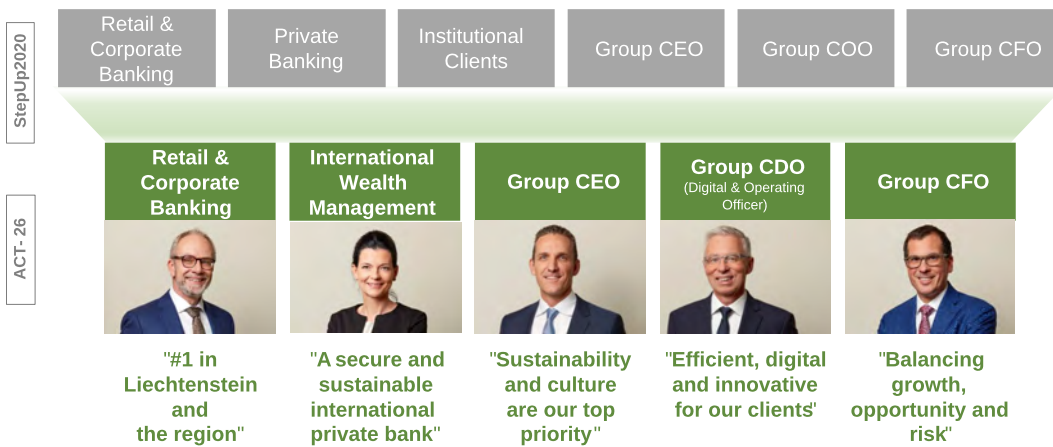 StepUp2020
Retail &
Corporate
Banking
Private
Banking
Institutional
Clients
Group CEO
Group COO
Group CFO
ACT- 26
Retail &
Corporate
Banking
International
Wealth
Management
Group CEO
Group CDO
(Digital & Operating
Officer)
Group CFO
"#1 in
Liechtenstein
and
the region"
"A secure and
sustainable
international
private bank"
"Sustainability
and culture
are our top
priority"
"Efficient, digital
and innovative
for our clients"
"Balancing
growth,
opportunity and
risk"